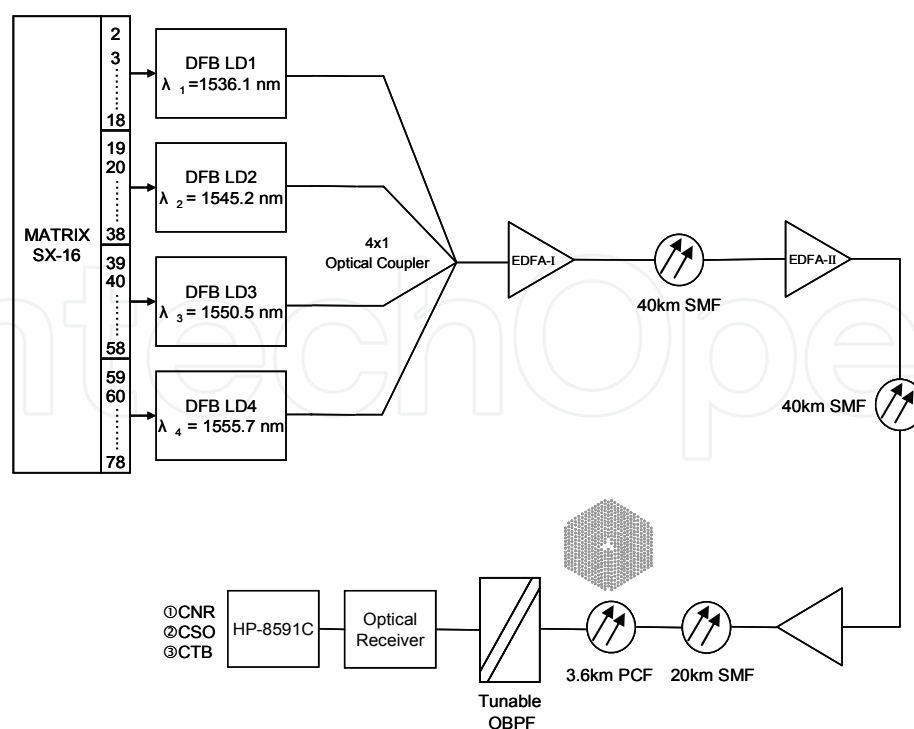 MATRIX
SX-16
2
3
18
19
20
38
39
40
58
59
60
78
DFB LD1
λ 1 =1536.1 nm
DFB LD2
λ 2 = 1545.2 nm
DFB LD3
λ 3 = 1550.5 nm
DFB LD4
λ 4 = 1555.7 nm
4x1
Optical Coupler
EDFA-I
40km SMF
EDFA-II
40km SMF
20km SMF
3.6km PCF
Tunable
OBPF
Optical
Receiver
HP-8591C
①CNR
②CSO
③CTB
ntechOpe